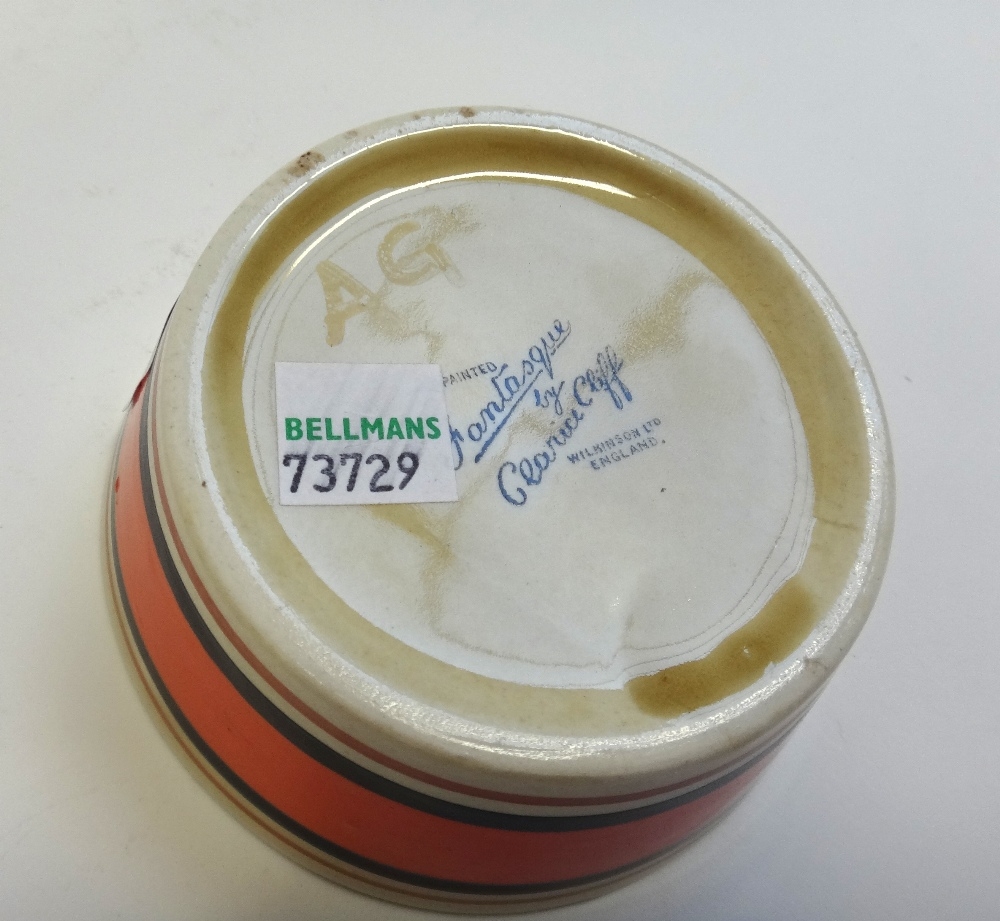 AG
PAINTED
Fantasque
by
Clarice Cliff
WILKINSON LTD
ENGLAND.
BELLMANS
73729